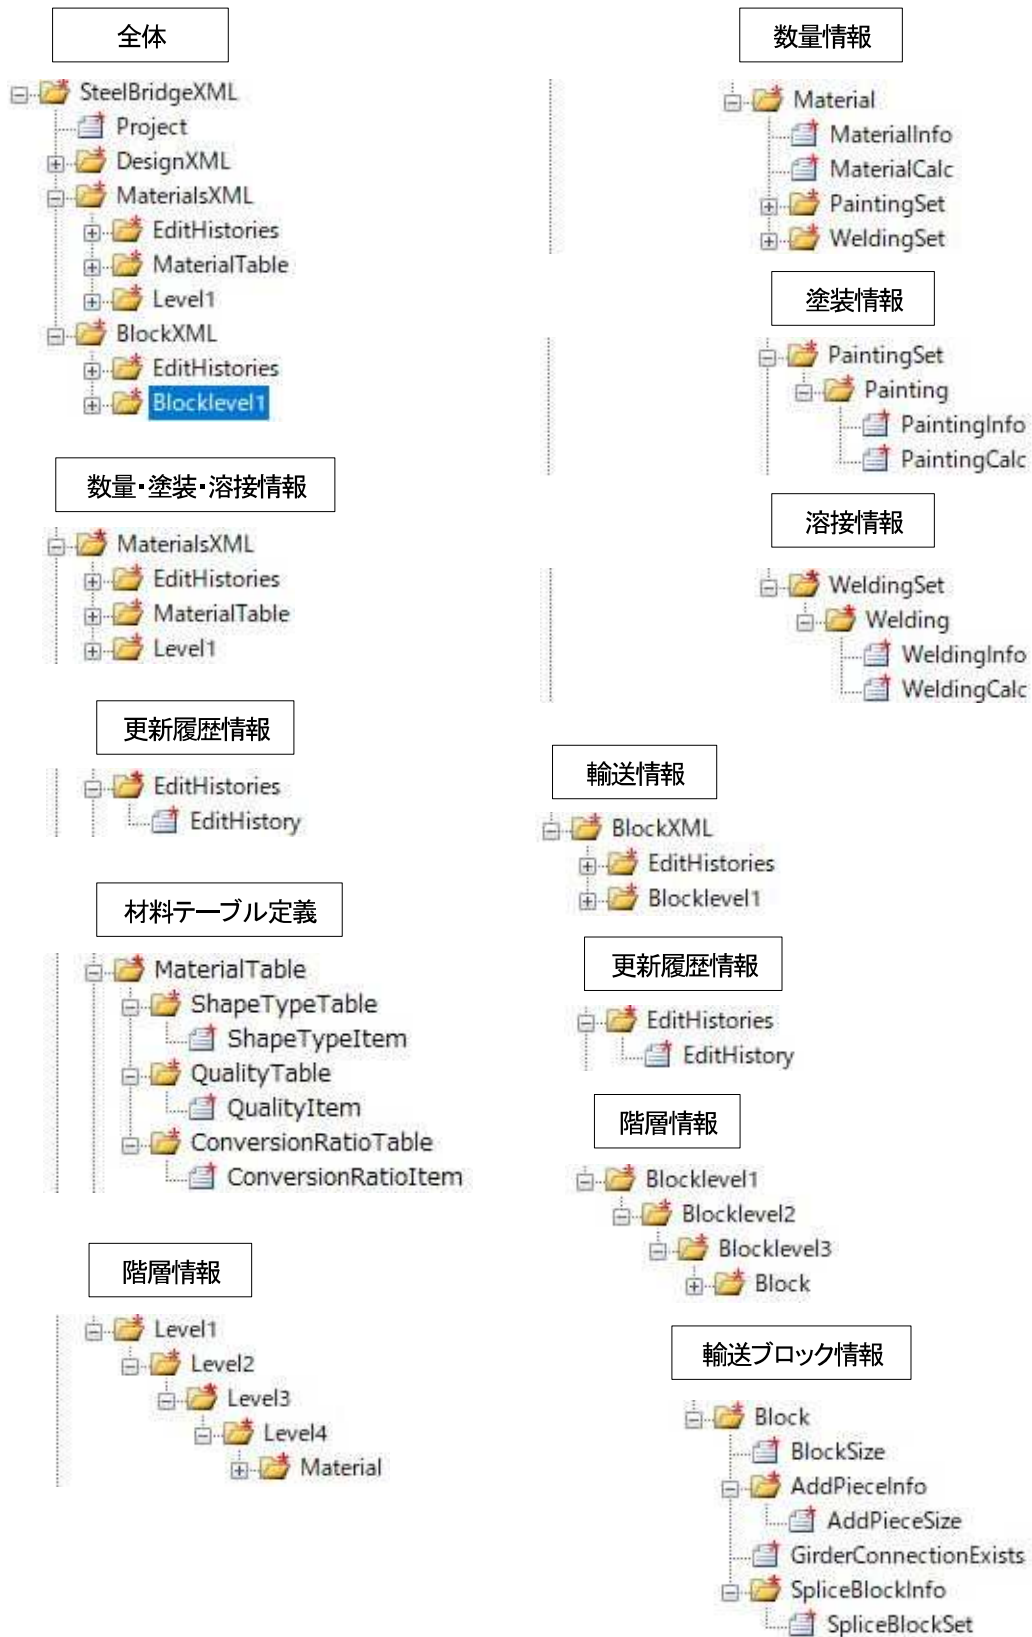 全体
SteelBridgeXML
Project
DesignXML
MaterialsXML
EditHistories
MaterialTable
Level1
BlockXML
EditHistories
Blocklevel1
数量・塗装・溶接情報
MaterialsXML
EditHistories
MaterialTable
Level1
更新履歴情報
EditHistories
EditHistory
材料テーブル定義
MaterialTable
ShapeTypeTable
ShapeTypeItem
QualityTable
QualityItem
ConversionRatioTable
ConversionRatioItem
階層情報
Level1
Level2
Level3
Level4
Material
数量情報
Material
MaterialInfo
MaterialCalc
PaintingSet
WeldingSet
塗装情報
PaintingSet
Painting
PaintingInfo
PaintingCalc
溶接情報
WeldingSet
Welding
WeldingInfo
WeldingCalc
輸送情報
BlockXML
EditHistories
Blocklevel1
更新履歴情報
EditHistories
EditHistory
階層情報
Blocklevel1
Blocklevel2
Blocklevel3
Block
輸送ブロック情報
Block
BlockSize
AddPieceInfo
AddPieceSize
GirderConnectionExists
SpliceBlockInfo
SpliceBlockSet